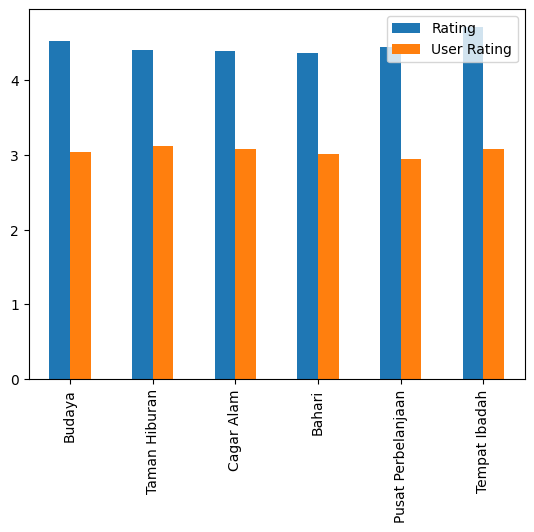 Rating
User Rating
4
3
2
1
0
Budaya
Taman Hiburan
Cagar Alam
Bahari
Pusat Perbelanjaan
Tempat Ibadah